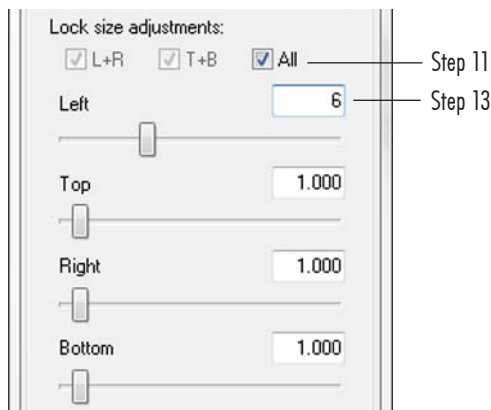 Lock size adjustments:
L+R T+B All Step 11
Left 6 Step 13
Top 1.000
Right 1.000
Bottom 1.000